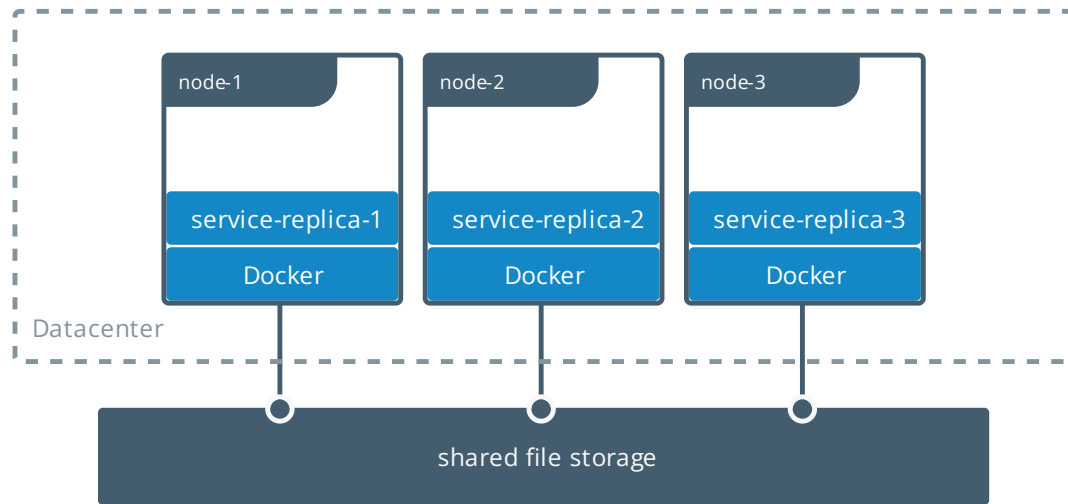 node-1
node-2
node-3
service-replica-1
service-replica-2
service-replica-3
Docker
Docker
Docker
Datacenter
shared file storage